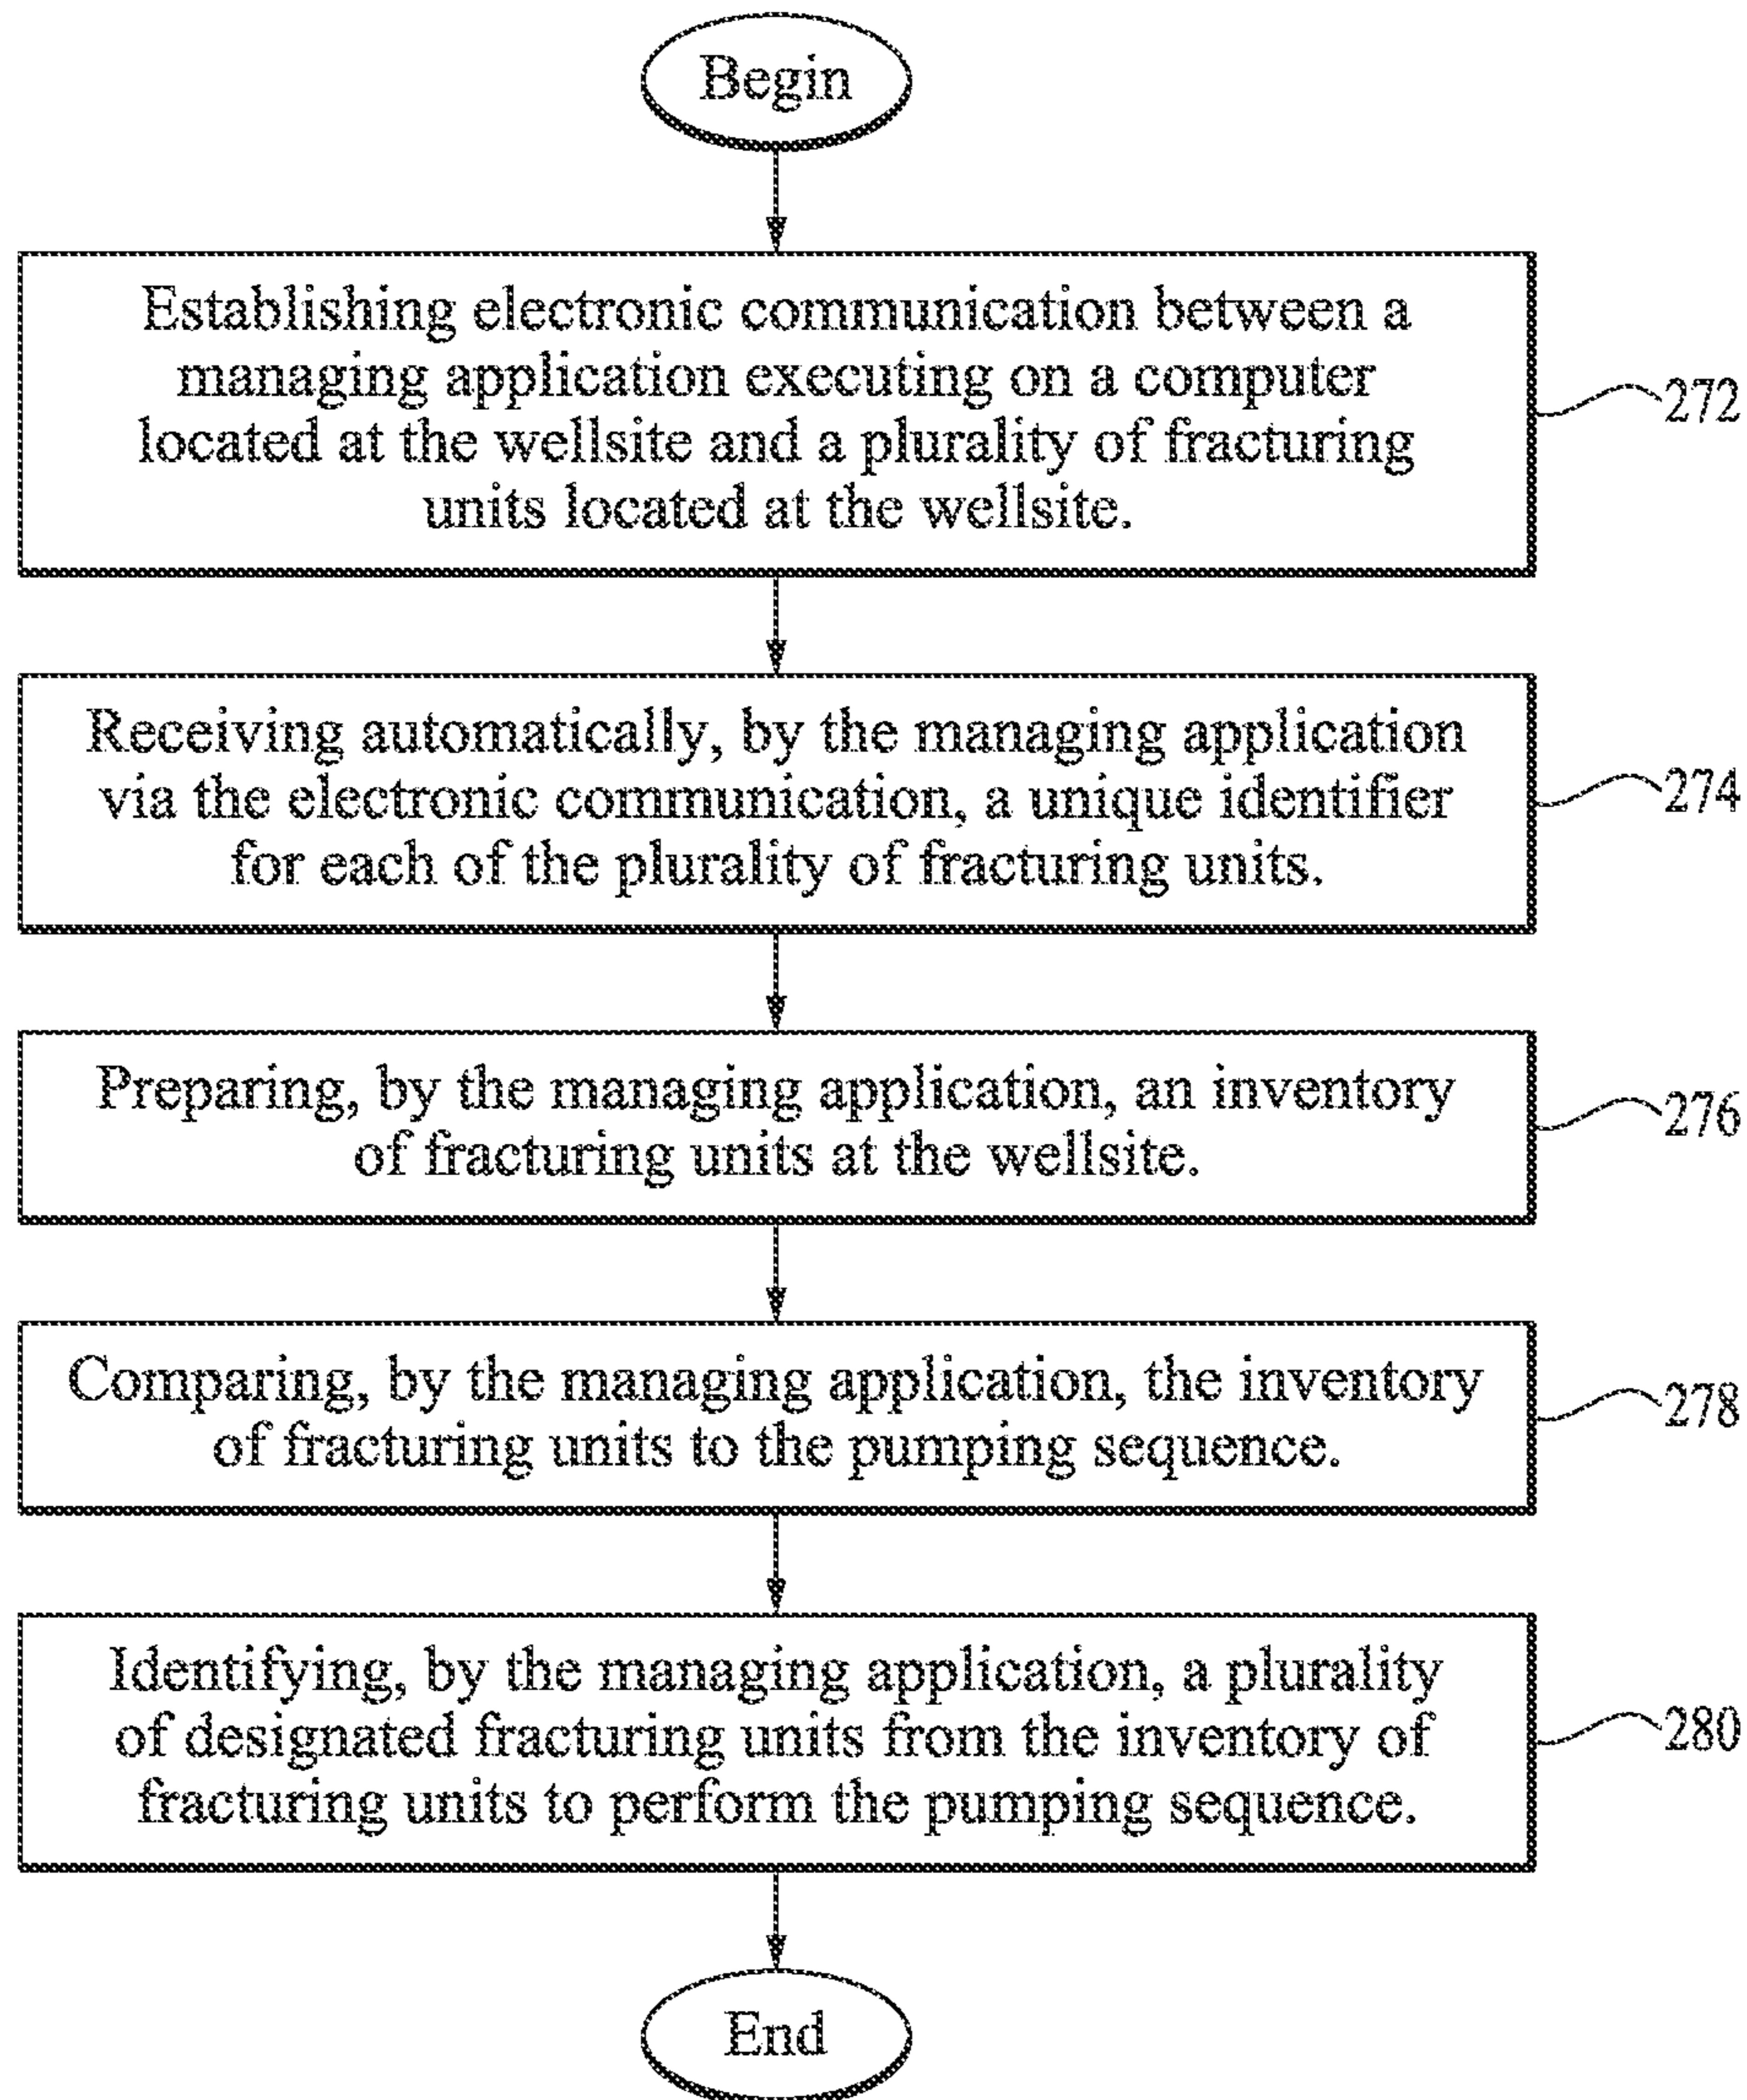 Begin
Establishing electronic communication between a
managing application executing on a computer
located at the wellsite and a plurality of fracturing
units located at the wellsite.
272
Receiving automatically, by the managing application
via the electronic communication, a unique identifier
for each of the plurality of fracturing units.
274
Preparing, by the managing application, an inventory
of fracturing units at the wellsite.
276
Comparing, by the managing application, the inventory
of fracturing units to the pumping sequence.
278
Identifying, by the managing application, a plurality
of designated fracturing units from the inventory of
fracturing units to perform the pumping sequence.
280
End